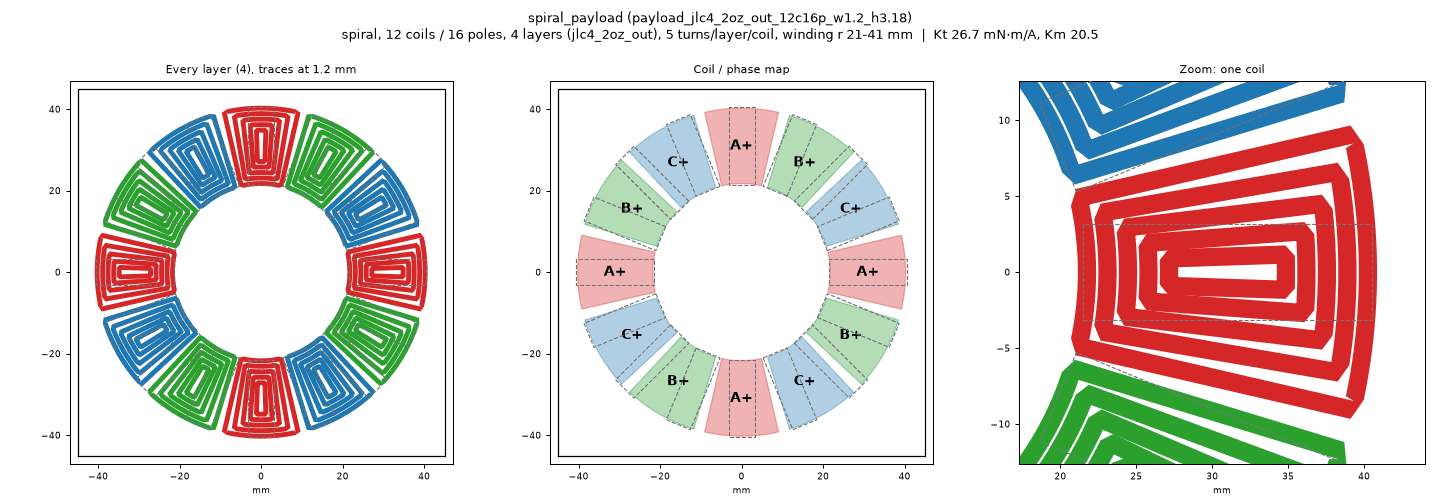 spiral_payload (payload_jlc4_2oz_out_12c16p_w1.2_h3.18)
spiral, 12 coils / 16 poles, 4 layers (jlc4_2oz_out), 5 turns/layer/coil, winding r 21-41 mm  |  Kt 26.7 mN·m/A, Km 20.5
Every layer (4), traces at 1.2 mm
40
20
0
−20
−40
−40
−20
0
20
40
mm
Coil / phase map
40
20
0
−20
−40
A+
C+
B+
B+
C+
A+
A+
C+
B+
B+
C+
A+
−40
−20
0
20
40
mm
Zoom: one coil
10
5
0
−5
−10
20
25
30
35
40
mm